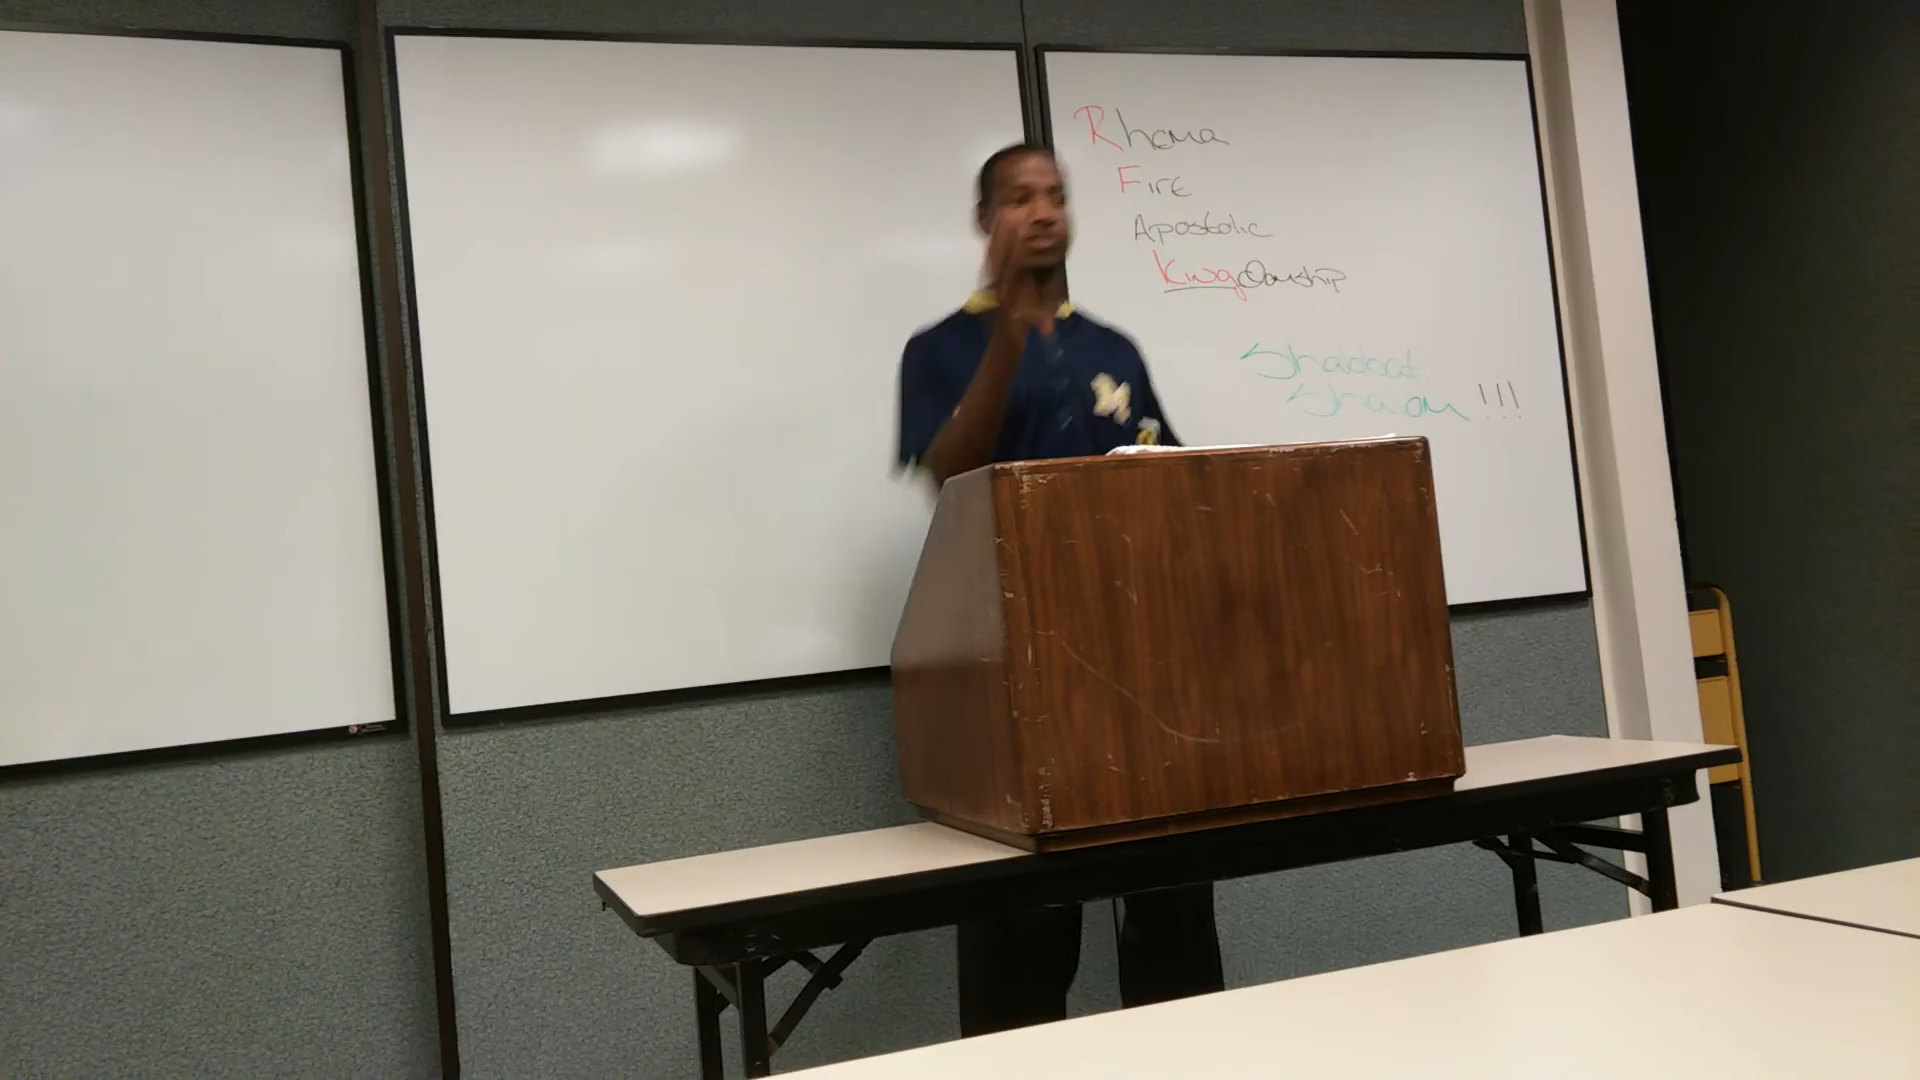 Rhema
Fire
Apostolic
Kingdomship
Shabbat
Shalom !!!